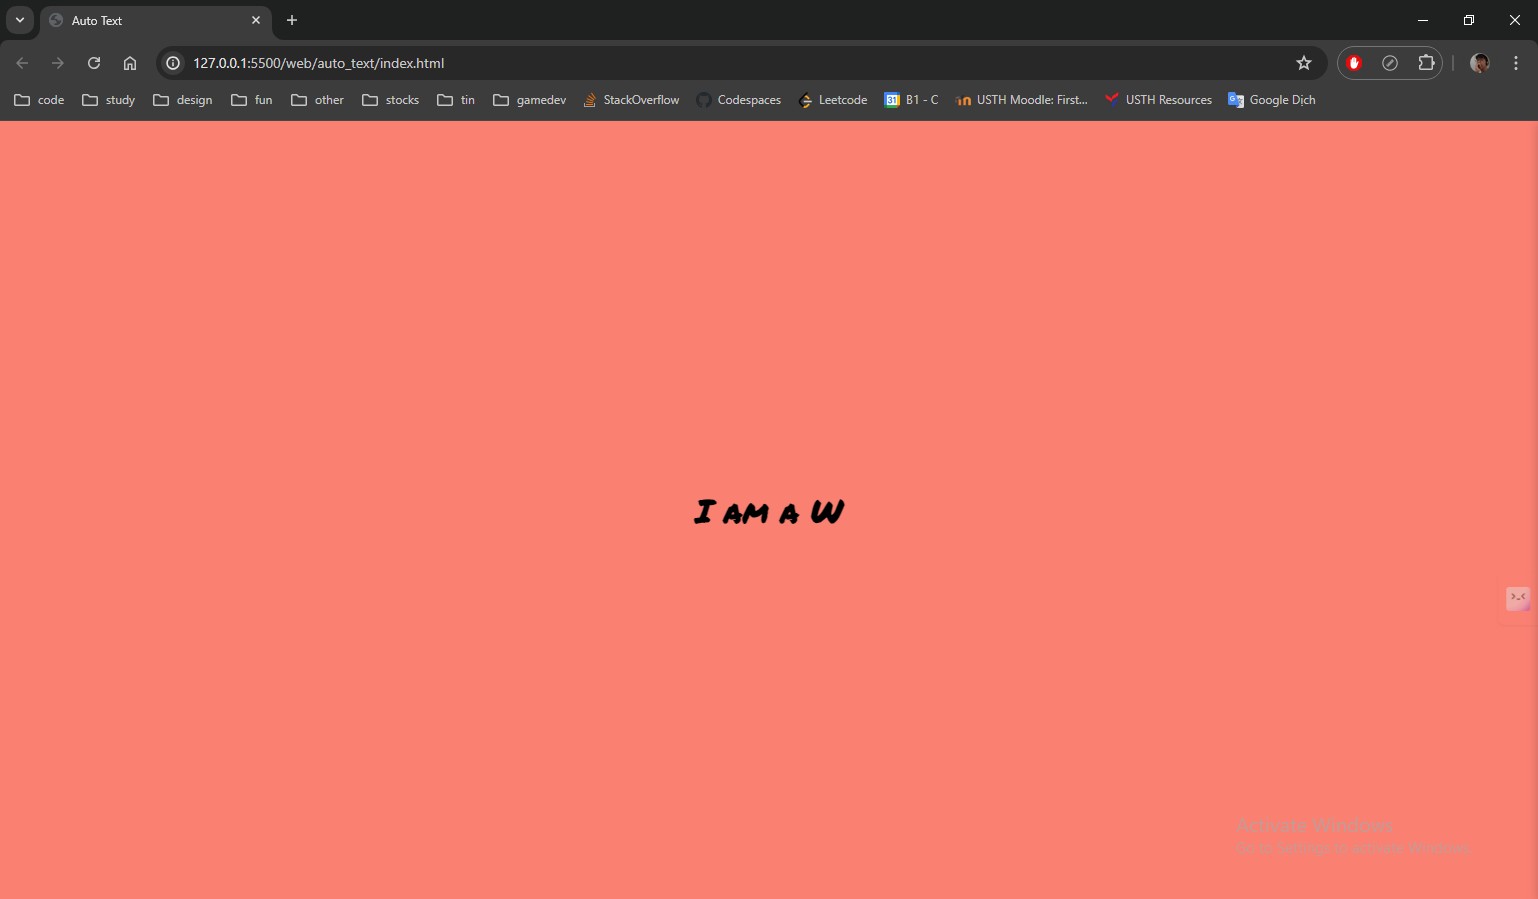 Auto Text
127.0.0.1:5500/web/auto_text/index.html
code study design fun other stocks tin gamedev StackOverflow Codespaces Leetcode 31 B1 - C USTH Moodle: First... USTH Resources Google Dịch
I AM A W
Activate Windows
Go to Settings to activate Windows.